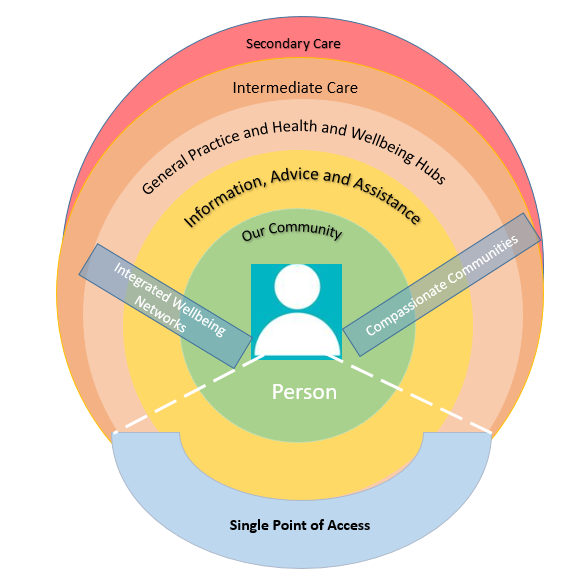 Secondary Care
Intermediate Care
General Practice and Health and Wellbeing Hubs
Information, Advice and Assistance
Our Community
Integrated Wellbeing
Networks
Compassionate Communities
Person
Single Point of Access